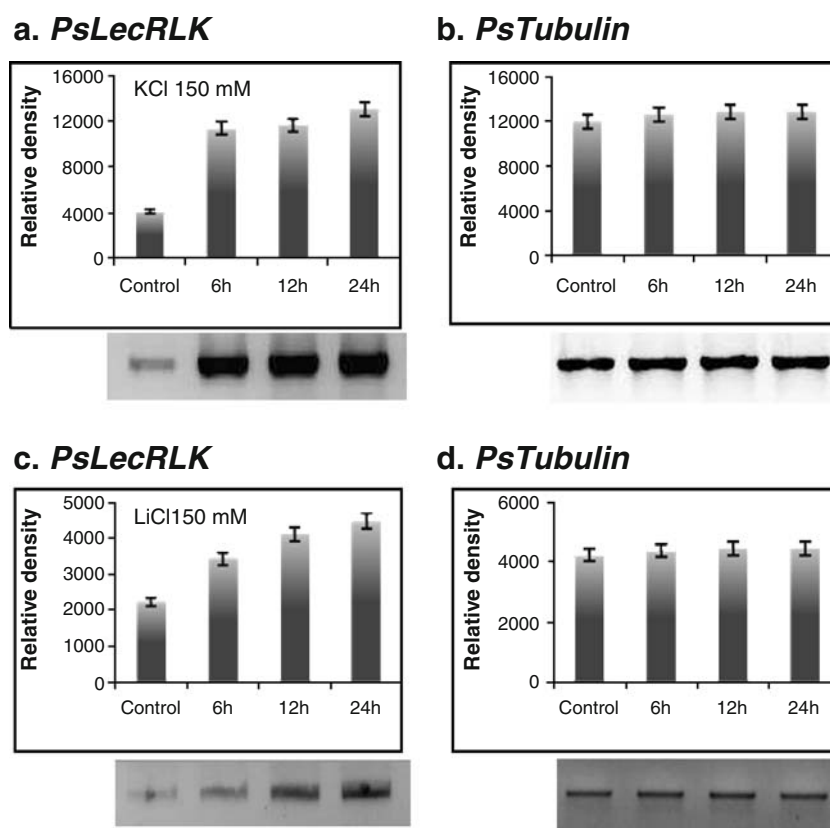 a. PsLecRLK
Relative density
16000
12000
8000
4000
0
KCl 150 mM
Control 6h 12h 24h
b. PsTubulin
Relative density
16000
12000
8000
4000
0
Control 6h 12h 24h
c. PsLecRLK
Relative density
5000
4000
3000
2000
1000
0
LiCl150 mM
Control 6h 12h 24h
d. PsTubulin
Relative density
6000
4000
2000
0
Control 6h 12h 24h